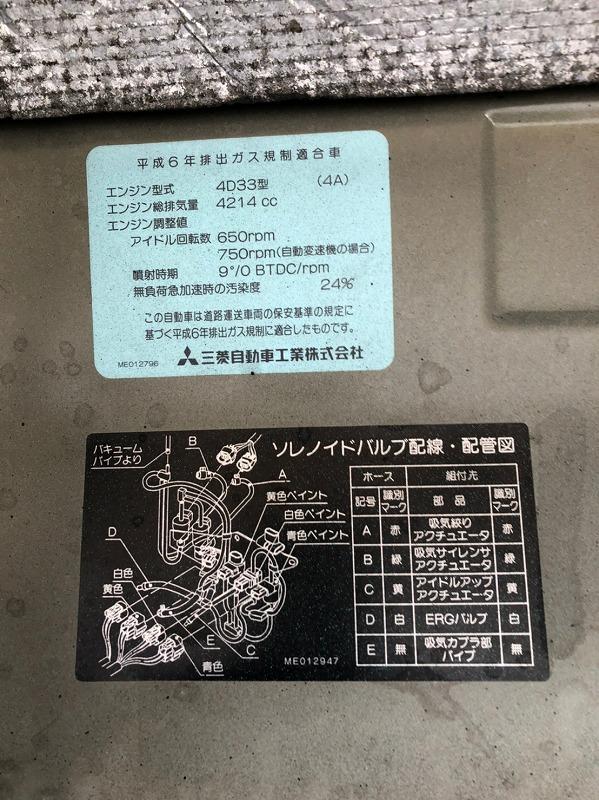 平成6年排出ガス規制適合車
エンジン型式 4D33型 (4A)
エンジン総排気量 4214 cc
エンジン調整値
アイドル回転数 650rpm
750rpm(自動変速機の場合)
噴射時期 9°/0 BTDC/rpm
無負荷急加速時の汚染度 24%
この自動車は道路運送車両の保安基準の規定に
基づく平成6年排出ガス規制に適合したものです。
ME012796 三菱自動車工業株式会社
ソレノイドバルブ配線・配管図
バキューム
パイプより
B
A
黄色ペイント
白色ペイント
青色ペイント
D
白色
黄色
E
C
青色
ME012947
ホース 組付先
記号 識別マーク 部品 識別マーク
A 赤 吸気絞りアクチュエータ 赤
B 緑 吸気サイレンサアクチュエータ 緑
C 黄 アイドルアップアクチュエータ 黄
D 白 ERGバルブ 白
E 無 吸気カプラ部パイプ 無